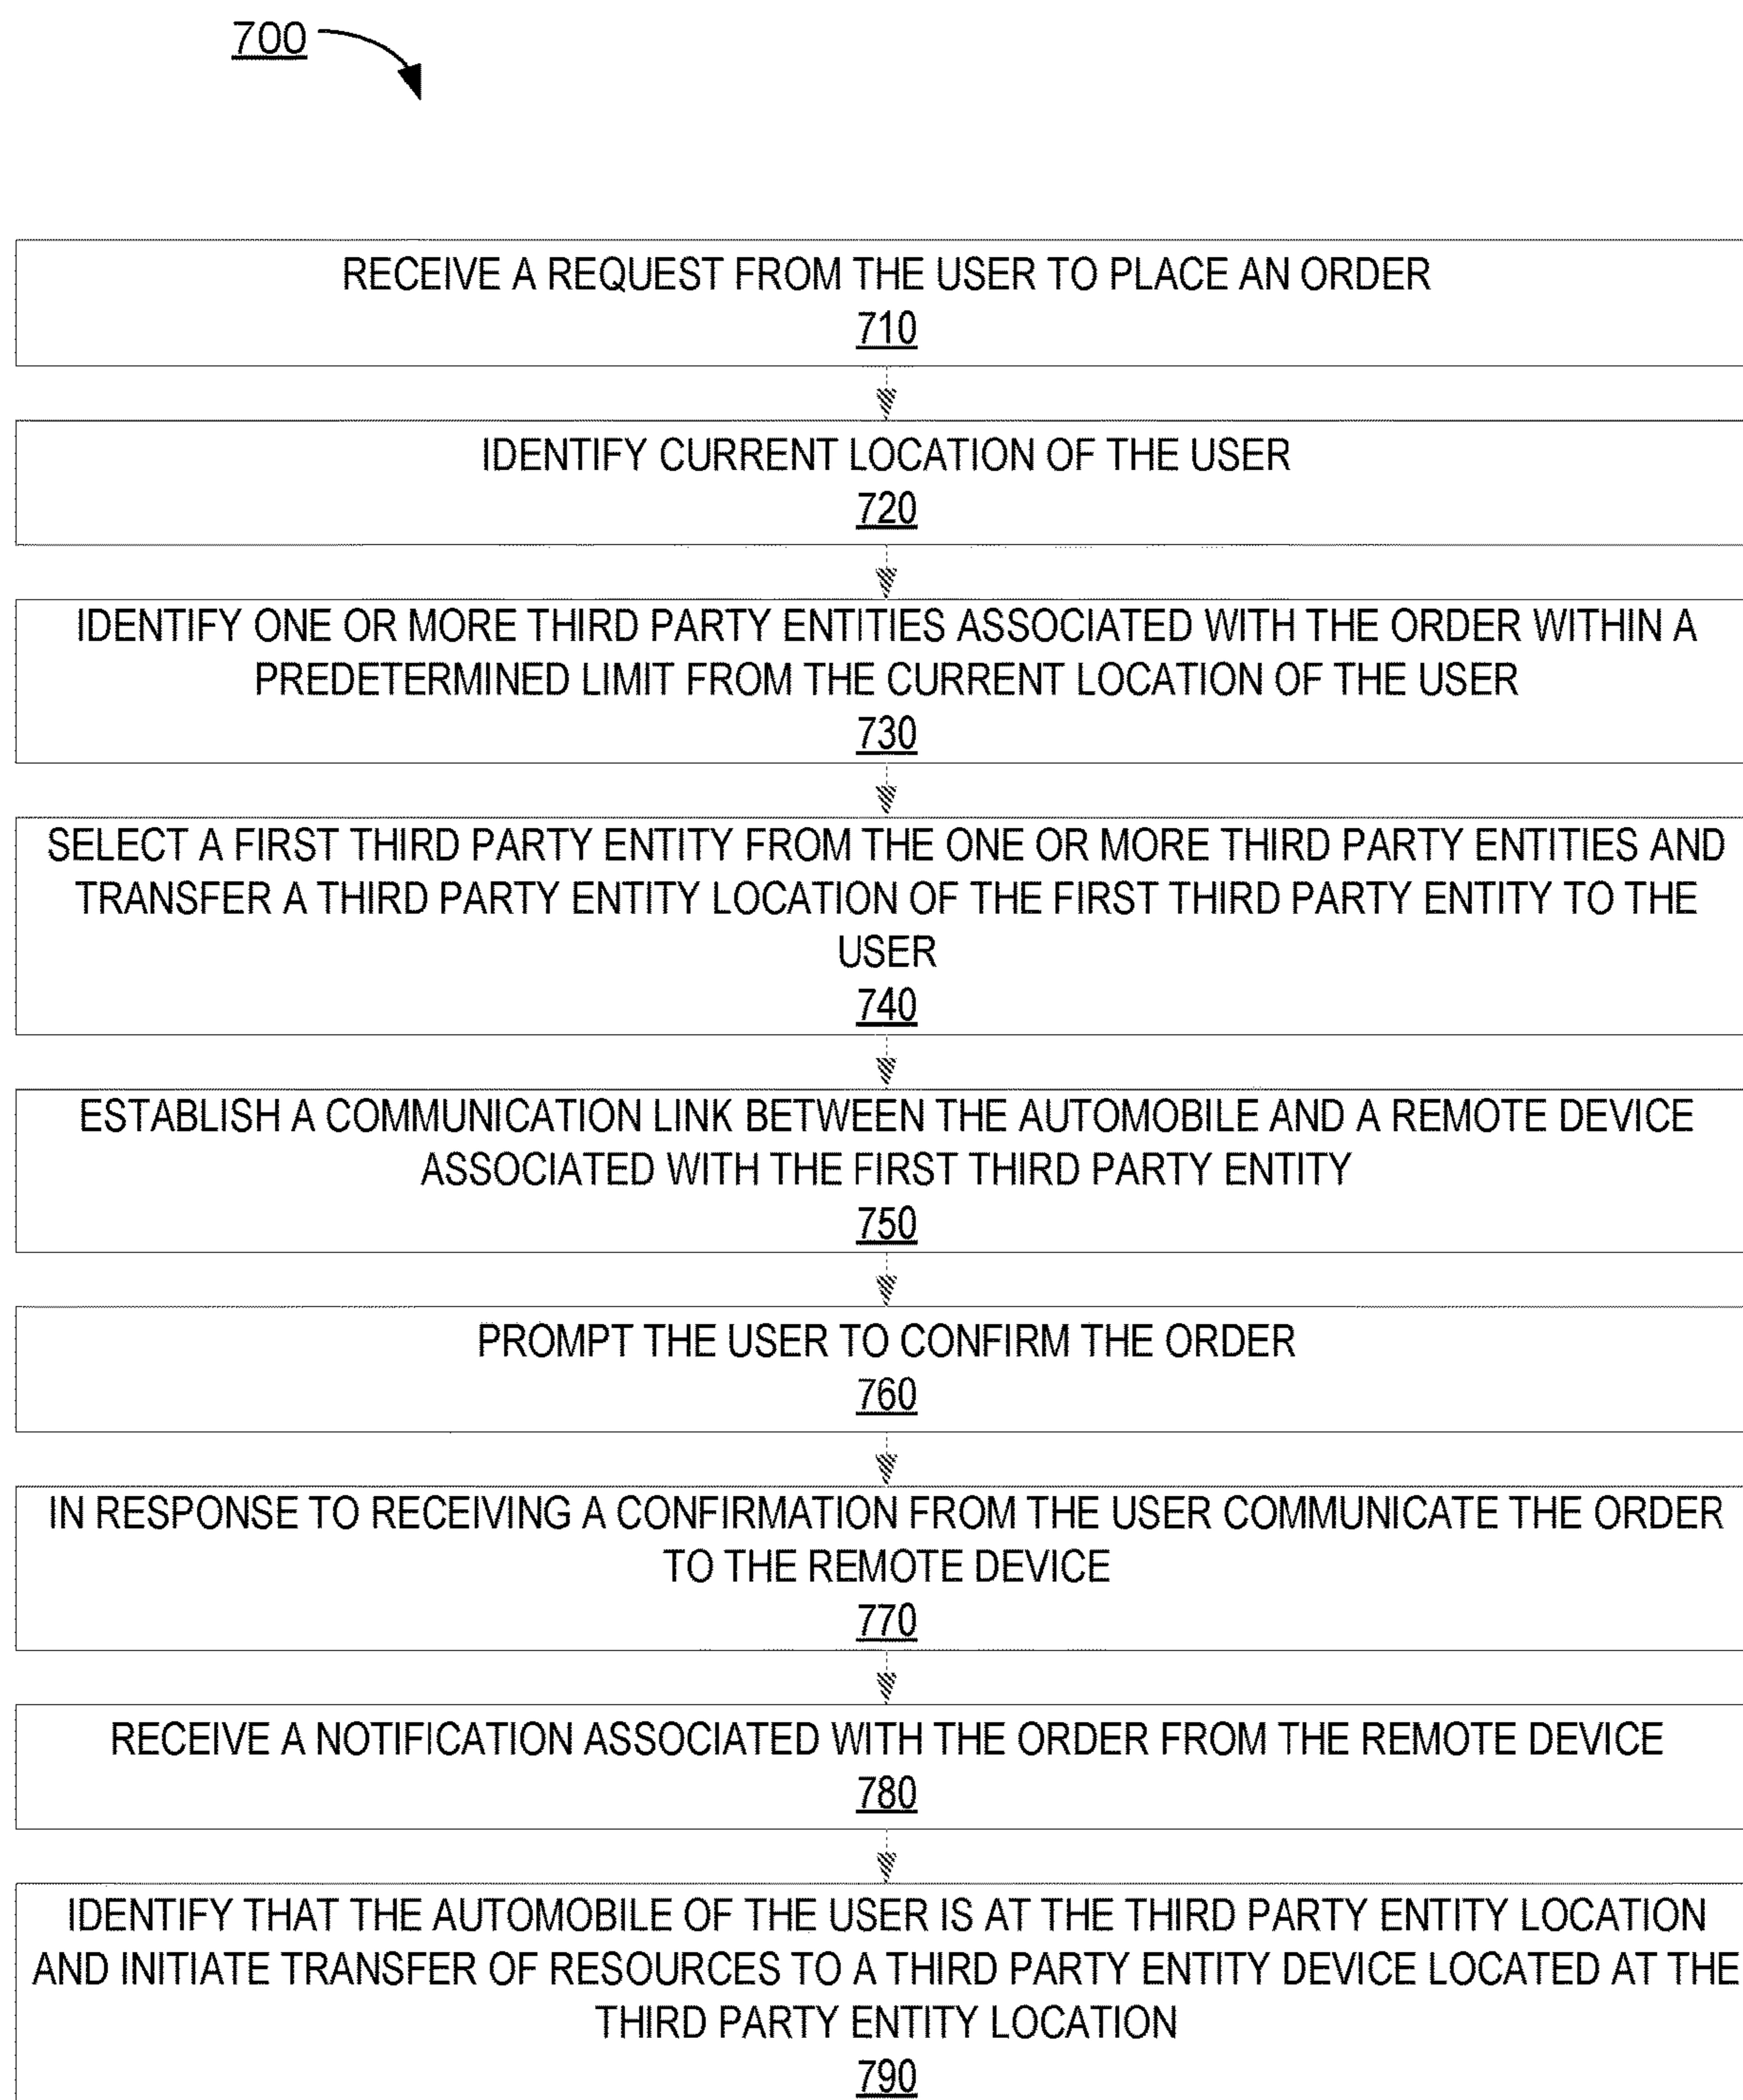 700
RECEIVE A REQUEST FROM THE USER TO PLACE AN ORDER
710
IDENTIFY CURRENT LOCATION OF THE USER
720
IDENTIFY ONE OR MORE THIRD PARTY ENTITIES ASSOCIATED WITH THE ORDER WITHIN A
PREDETERMINED LIMIT FROM THE CURRENT LOCATION OF THE USER
730
SELECT A FIRST THIRD PARTY ENTITY FROM THE ONE OR MORE THIRD PARTY ENTITIES AND
TRANSFER A THIRD PARTY ENTITY LOCATION OF THE FIRST THIRD PARTY ENTITY TO THE
USER
740
ESTABLISH A COMMUNICATION LINK BETWEEN THE AUTOMOBILE AND A REMOTE DEVICE
ASSOCIATED WITH THE FIRST THIRD PARTY ENTITY
750
PROMPT THE USER TO CONFIRM THE ORDER
760
IN RESPONSE TO RECEIVING A CONFIRMATION FROM THE USER COMMUNICATE THE ORDER
TO THE REMOTE DEVICE
770
RECEIVE A NOTIFICATION ASSOCIATED WITH THE ORDER FROM THE REMOTE DEVICE
780
IDENTIFY THAT THE AUTOMOBILE OF THE USER IS AT THE THIRD PARTY ENTITY LOCATION
AND INITIATE TRANSFER OF RESOURCES TO A THIRD PARTY ENTITY DEVICE LOCATED AT THE
THIRD PARTY ENTITY LOCATION
790